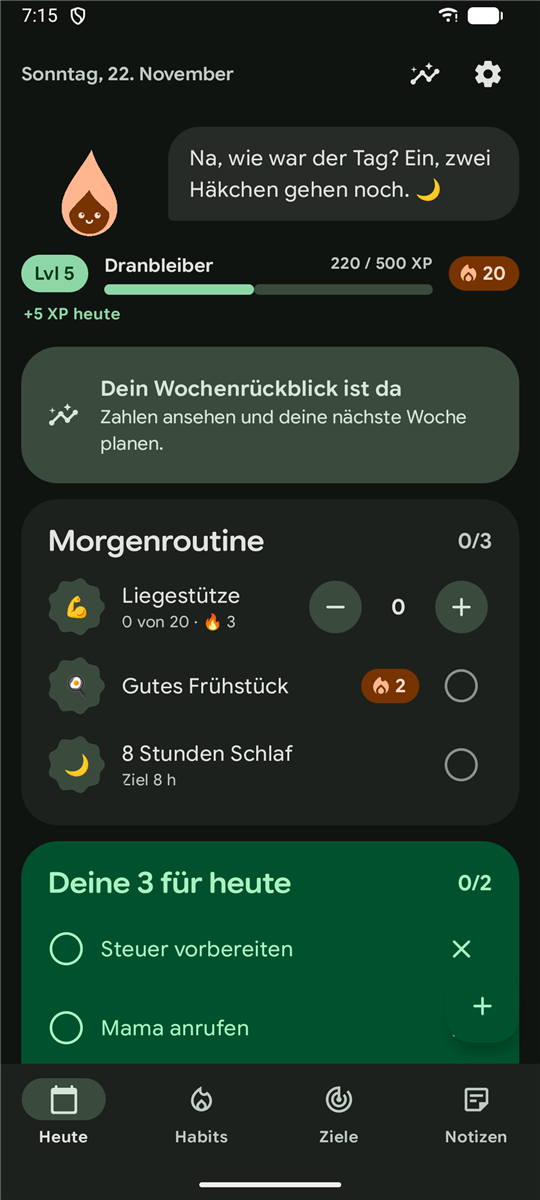 7:15
Sonntag, 22. November
Na, wie war der Tag? Ein, zwei
Häkchen gehen noch. 🌙
Lvl 5
Dranbleiber
220 / 500 XP
20
+5 XP heute
Dein Wochenrückblick ist da
Zahlen ansehen und deine nächste Woche
planen.
Morgenroutine
0/3
Liegestütze
0 von 20 · 🔥 3
0
Gutes Frühstück
2
8 Stunden Schlaf
Ziel 8 h
Deine 3 für heute
0/2
Steuer vorbereiten
Mama anrufen
Heute
Habits
Ziele
Notizen